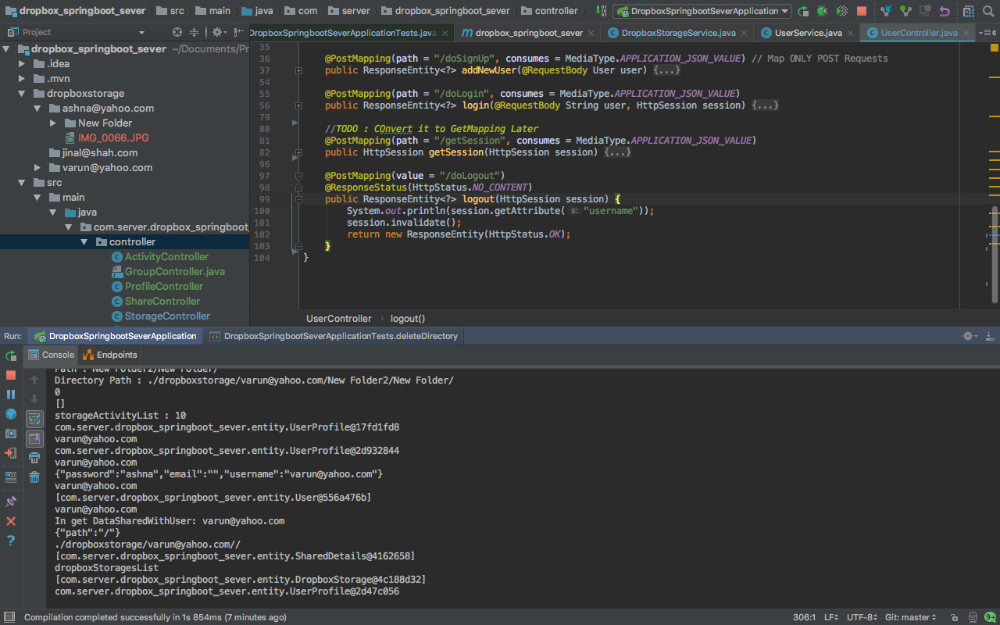 dropbox_springboot_sever src main java com server dropbox_springboot_sever controller DropboxSpringbootSeverApplication
Project
DropboxSpringbootSeverApplicationTests.java dropbox_springboot_sever DropboxStorageService.java UserService.java UserController.java 6
dropbox_springboot_sever ~/Documents/Pr
.idea
.mvn
dropboxstorage
ashna@yahoo.com
New Folder
IMG_0066.JPG
jinal@shah.com
varun@yahoo.com
src
main
java
com.server.dropbox_springboot_
controller
ActivityController
GroupController.java
ProfileController
ShareController
StorageController
35
36 @PostMapping(path = "/doSignUp", consumes = MediaType.APPLICATION_JSON_VALUE) // Map ONLY POST Requests
37 public ResponseEntity<?> addNewUser(@RequestBody User user) {...}
54
55 @PostMapping(path = "/doLogin", consumes = MediaType.APPLICATION_JSON_VALUE)
56 public ResponseEntity<?> login(@RequestBody String user, HttpSession session) {...}
79
80 //TODO : COnvert it to GetMapping Later
81 @PostMapping(path = "/getSession", consumes = MediaType.APPLICATION_JSON_VALUE)
82 public HttpSession getSession(HttpSession session) {...}
96
97 @PostMapping(value = "/doLogout")
98 @ResponseStatus(HttpStatus.NO_CONTENT)
99 public ResponseEntity<?> logout(HttpSession session) {
100 System.out.println(session.getAttribute( s: "username"));
101 session.invalidate();
102 return new ResponseEntity(HttpStatus.OK);
103 }
104 }
UserController › logout()
Run: DropboxSpringbootSeverApplication DropboxSpringbootSeverApplicationTests.deleteDirectory
Console Endpoints
Path : New Folder2/New Folder/
Directory Path : ./dropboxstorage/varun@yahoo.com/New Folder2/New Folder/
0
[]
storageActivityList : 10
com.server.dropbox_springboot_sever.entity.UserProfile@17fd1fd8
varun@yahoo.com
com.server.dropbox_springboot_sever.entity.UserProfile@2d932844
varun@yahoo.com
{"password":"ashna","email":"","username":"varun@yahoo.com"}
varun@yahoo.com
[com.server.dropbox_springboot_sever.entity.User@556a476b]
varun@yahoo.com
In get DataSharedWithUser: varun@yahoo.com
{"path":"/"}
./dropboxstorage/varun@yahoo.com//
[com.server.dropbox_springboot_sever.entity.SharedDetails@4162658]
dropboxStoragesList
[com.server.dropbox_springboot_sever.entity.DropboxStorage@4c188d32]
com.server.dropbox_springboot_sever.entity.UserProfile@2d47c056
Compilation completed successfully in 1s 854ms (7 minutes ago) 306:1 LF UTF-8 Git: master 9+